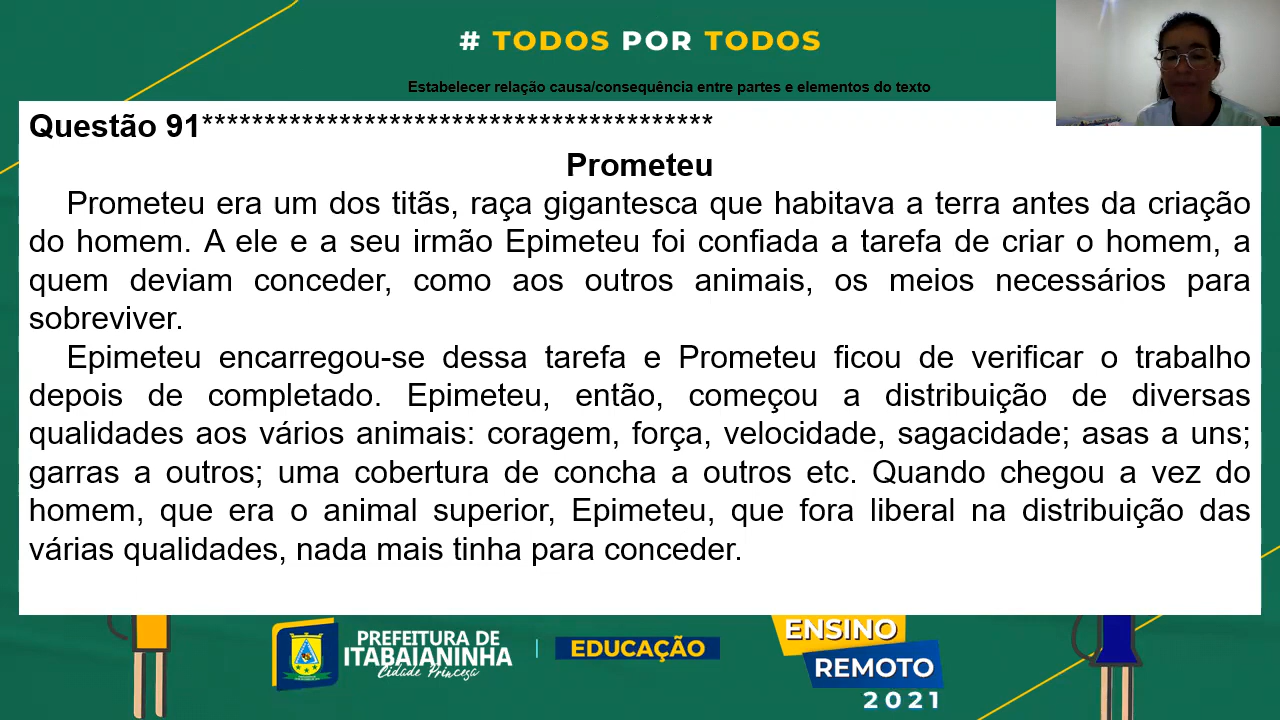 # TODOS POR TODOS
Estabelecer relação causa/consequência entre partes e elementos do texto
Questão 91****************************************
Prometeu
Prometeu era um dos titãs, raça gigantesca que habitava a terra antes da criação
do homem. A ele e a seu irmão Epimeteu foi confiada a tarefa de criar o homem, a
quem deviam conceder, como aos outros animais, os meios necessários para
sobreviver.
Epimeteu encarregou-se dessa tarefa e Prometeu ficou de verificar o trabalho
depois de completado. Epimeteu, então, começou a distribuição de diversas
qualidades aos vários animais: coragem, força, velocidade, sagacidade; asas a uns;
garras a outros; uma cobertura de concha a outros etc. Quando chegou a vez do
homem, que era o animal superior, Epimeteu, que fora liberal na distribuição das
várias qualidades, nada mais tinha para conceder.
PREFEITURA DE
ITABAIANINHA
Cidade Princesa
EDUCAÇÃO
ENSINO
REMOTO
2021